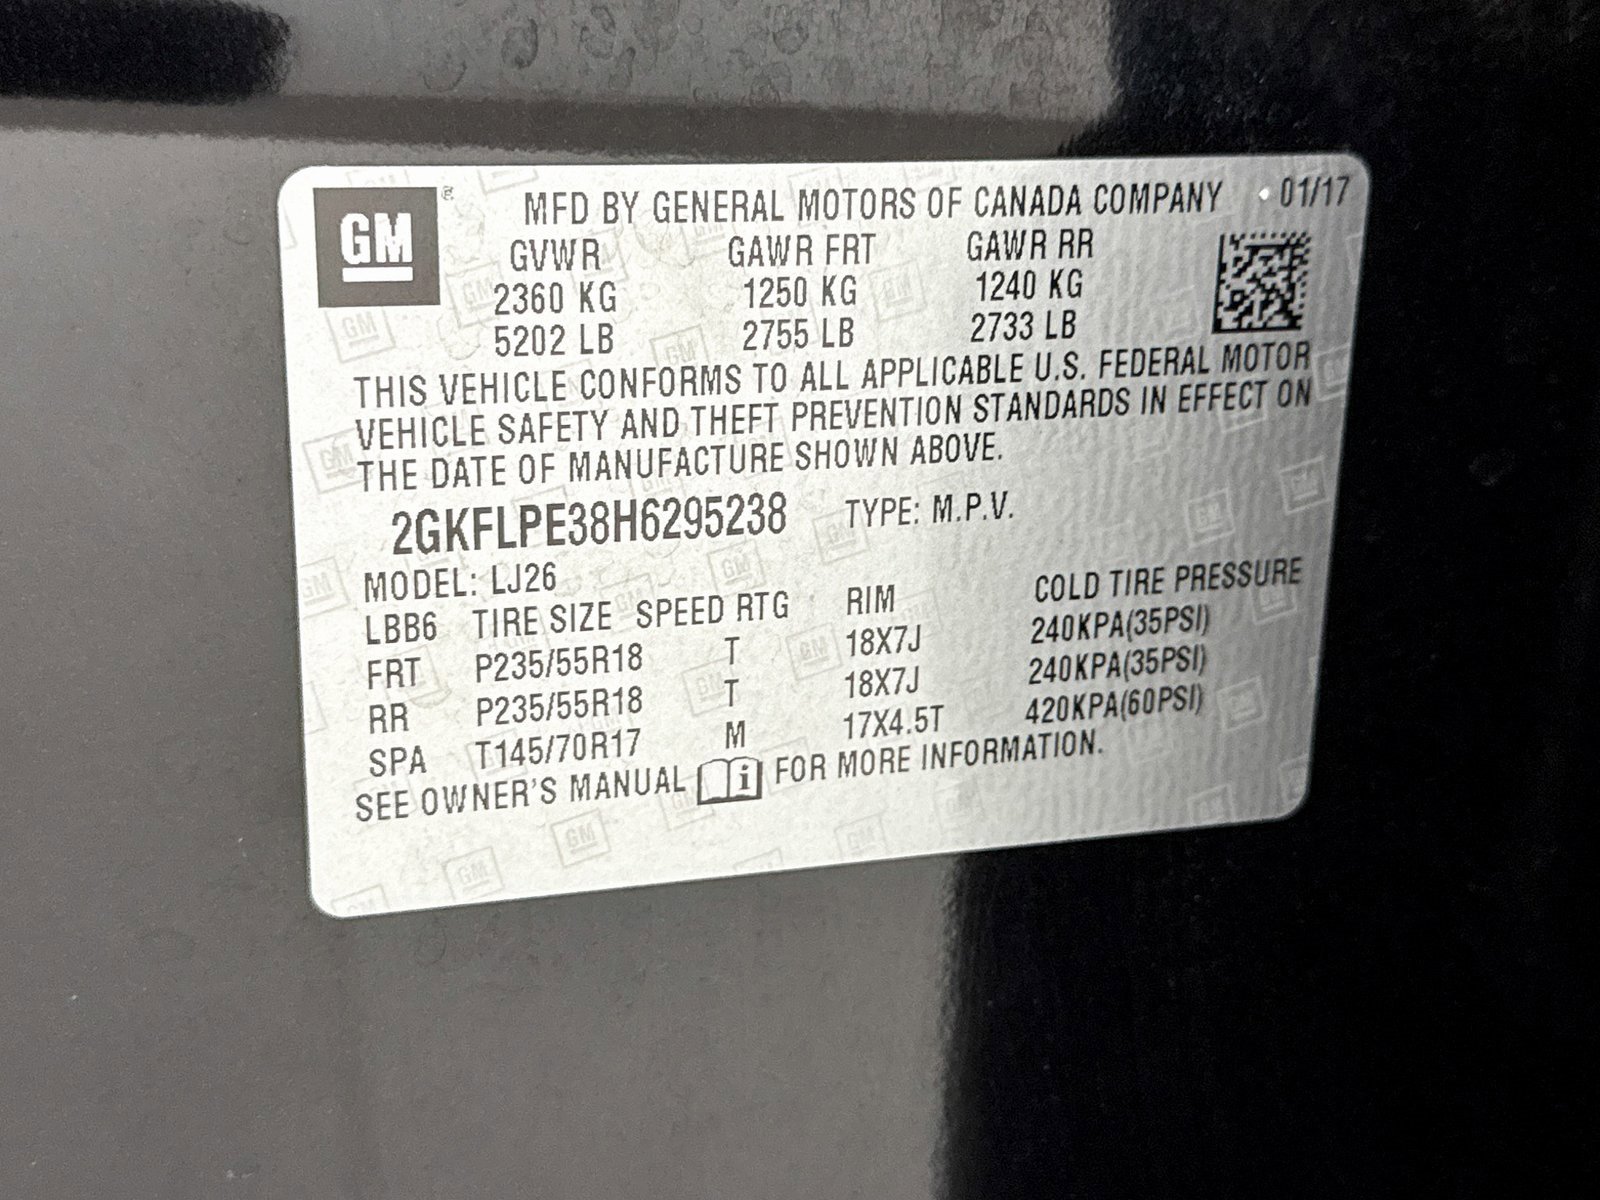 GM ® MFD BY GENERAL MOTORS OF CANADA COMPANY 01/17
GVWR GAWR FRT GAWR RR
2360 KG 1250 KG 1240 KG
5202 LB 2755 LB 2733 LB
THIS VEHICLE CONFORMS TO ALL APPLICABLE U.S. FEDERAL MOTOR
VEHICLE SAFETY AND THEFT PREVENTION STANDARDS IN EFFECT ON
THE DATE OF MANUFACTURE SHOWN ABOVE.
2GKFLPE38H6295238 TYPE: M.P.V.
MODEL: LJ26
LBB6 TIRE SIZE SPEED RTG RIM COLD TIRE PRESSURE
FRT P235/55R18 T 18X7J 240KPA(35PSI)
RR P235/55R18 T 18X7J 240KPA(35PSI)
SPA T145/70R17 M 17X4.5T 420KPA(60PSI)
SEE OWNER'S MANUAL i FOR MORE INFORMATION.